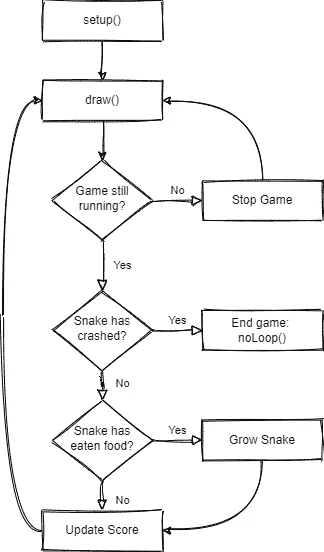 setup()
draw()
Game still
running?
No
Stop Game
Yes
Snake has
crashed?
Yes
End game:
noLoop()
No
Snake has
eaten food?
Yes
Grow Snake
No
Update Score